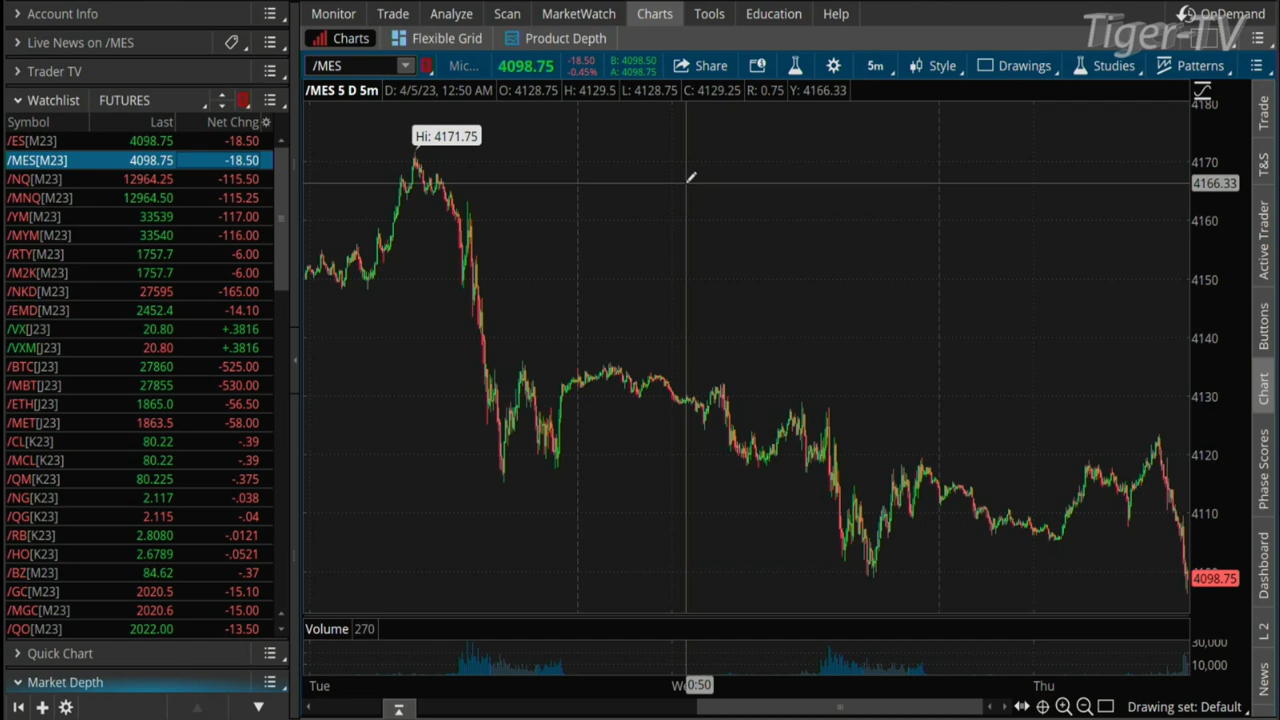 Account Info
Monitor Trade Analyze Scan MarketWatch Charts Tools Education Help
OnDemand
Tiger-TV
Live News on /MES
Charts Flexible Grid Product Depth
Trader TV
/MES Mic... 4098.75 -18.50 -0.45% B: 4098.50 A: 4098.75 Share 5m Style Drawings Studies Patterns
Watchlist FUTURES
/MES 5 D 5m D: 4/5/23, 12:50 AM O: 4128.75 H: 4129.5 L: 4128.75 C: 4129.25 R: 0.75 Y: 4166.33
Symbol Last Net Chng
/ES[M23] 4098.75 -18.50
/MES[M23] 4098.75 -18.50
/NQ[M23] 12964.25 -115.50
/MNQ[M23] 12964.50 -115.25
/YM[M23] 33539 -117.00
/MYM[M23] 33540 -116.00
/RTY[M23] 1757.7 -6.00
/M2K[M23] 1757.7 -6.00
/NKD[M23] 27595 -165.00
/EMD[M23] 2452.4 -14.10
/VX[J23] 20.80 +.3816
/VXM[J23] 20.80 +.3816
/BTC[J23] 27860 -525.00
/MBT[J23] 27855 -530.00
/ETH[J23] 1865.0 -56.50
/MET[J23] 1863.5 -58.00
/CL[K23] 80.22 -.39
/MCL[K23] 80.22 -.39
/QM[K23] 80.225 -.375
/NG[K23] 2.117 -.038
/QG[K23] 2.115 -.04
/RB[K23] 2.8080 -.0121
/HO[K23] 2.6789 -.0521
/BZ[M23] 84.62 -.37
/GC[M23] 2020.5 -15.10
/MGC[M23] 2020.6 -15.00
/QO[M23] 2022.00 -13.50
Quick Chart
Market Depth
Hi: 4171.75
4180
4170
4166.33
4160
4150
4140
4130
4120
4110
4098.75
Volume 270
30,000
10,000
Tue
0:50
Thu
Drawing set: Default
Trade
T&S
Active Trader
Buttons
Chart
Phase Scores
Dashboard
L 2
News